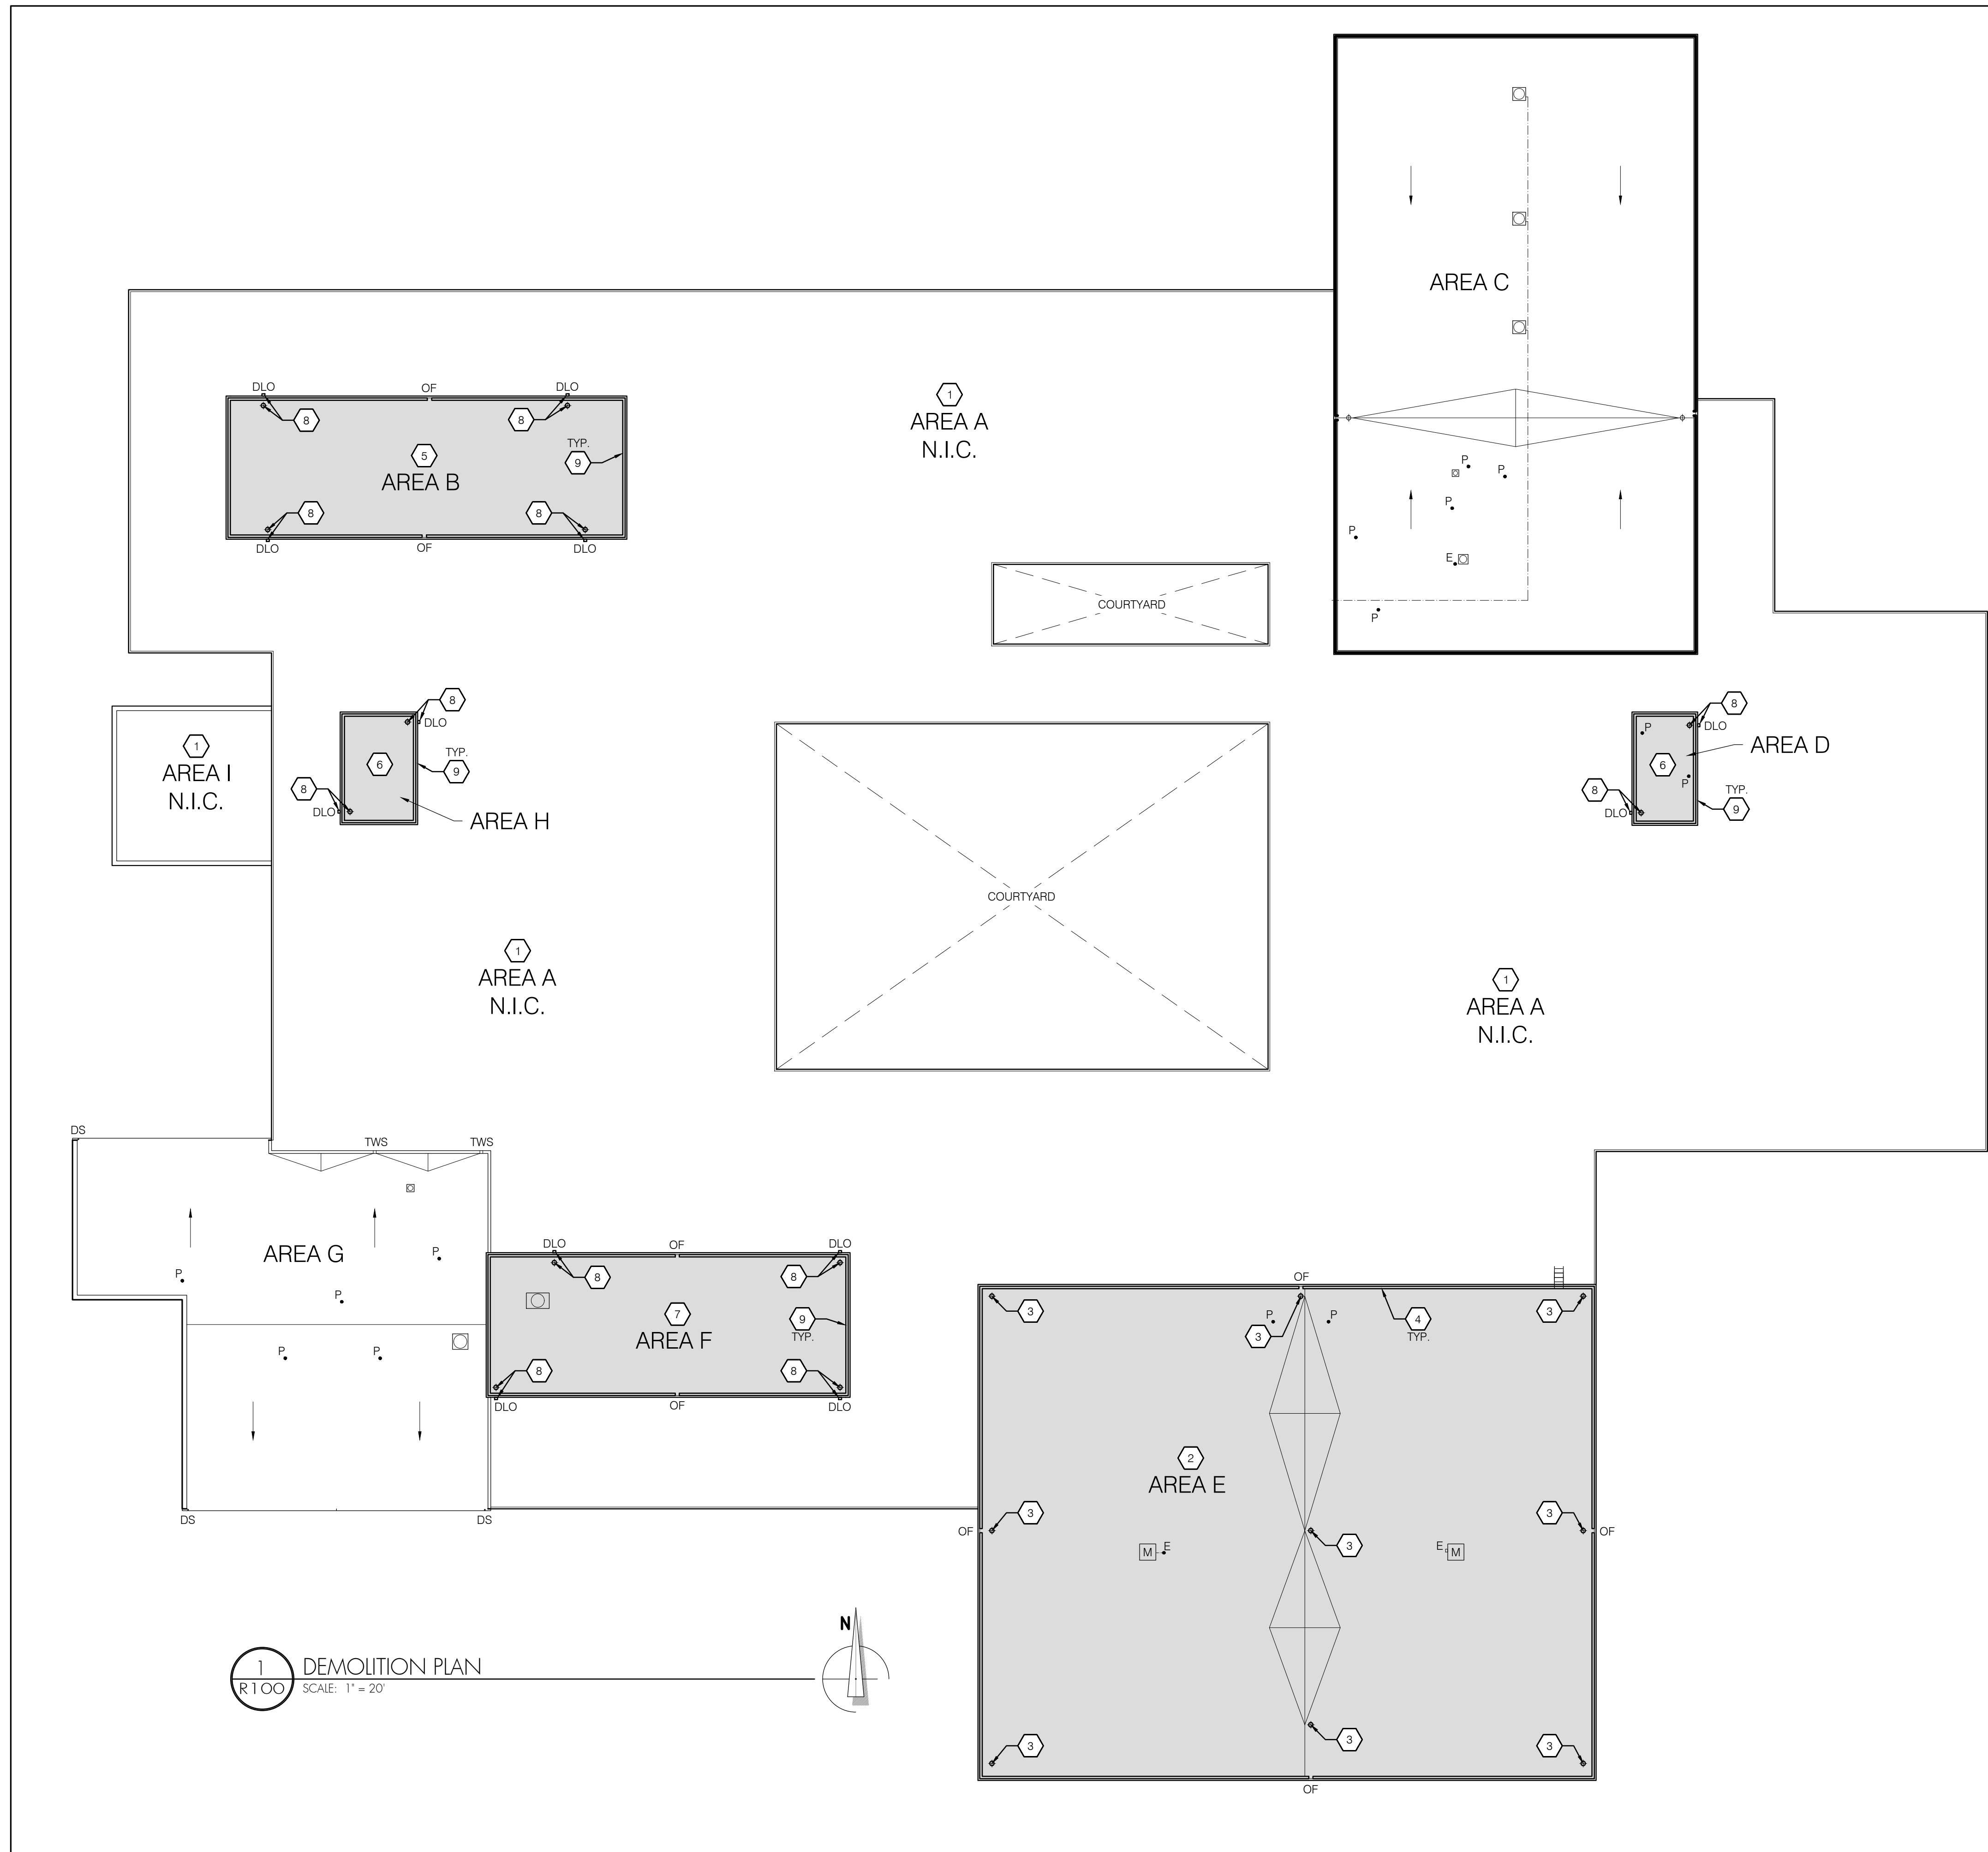 AREA C
1
AREA A
N.I.C.
DLO
OF
DLO
8
8
TYP.
5
9
AREA B
8
8
DLO
OF
DLO
P
P
P
P
E
P
COURTYARD
8
DLO
1
AREA I
N.I.C.
TYP.
6
9
8
DLO
AREA H
8
DLO
P
AREA D
6
P
TYP.
8
9
DLO
COURTYARD
1
AREA A
N.I.C.
1
AREA A
N.I.C.
DS
TWS
TWS
AREA G
P
P
P
P
P
DS
DS
DLO
OF
DLO
8
8
7
9
AREA F
TYP.
8
8
DLO
OF
DLO
OF
3
P
P
3
3
4
TYP.
2
AREA E
3
3
OF
OF
3
M
E
E
M
3
3
3
OF
N
1
R100
DEMOLITION PLAN
SCALE: 1" = 20'